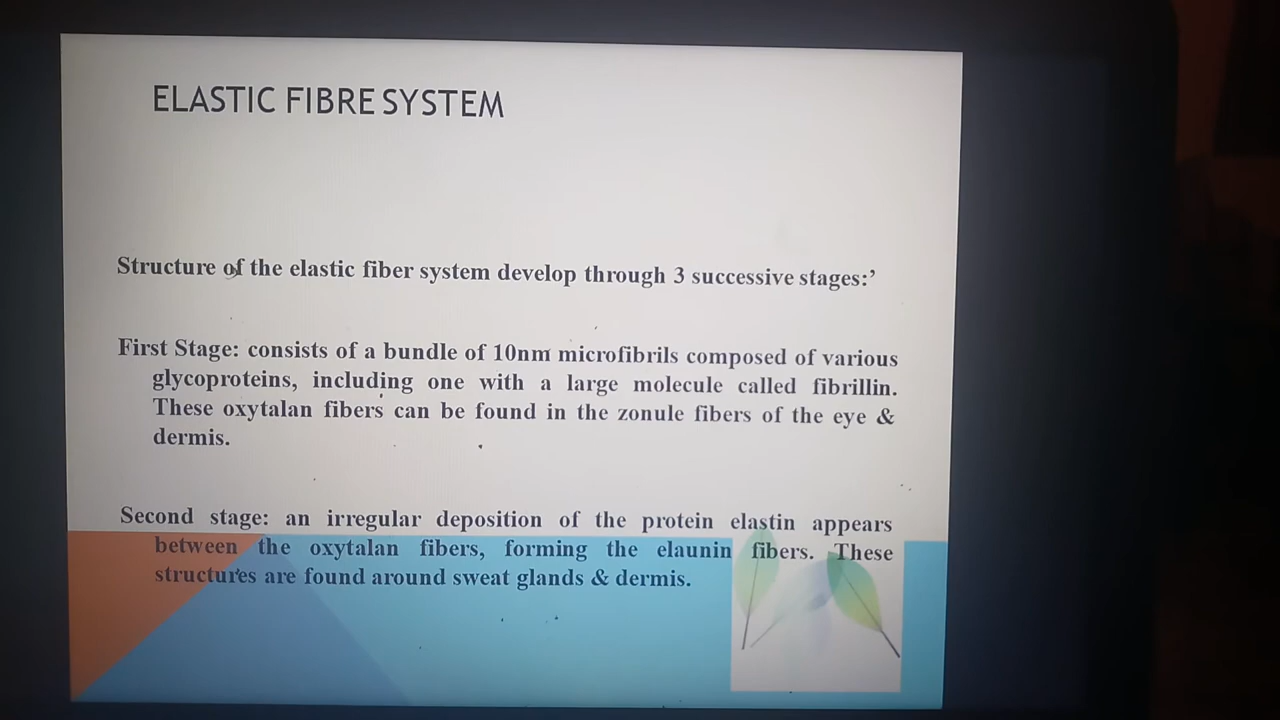 ELASTIC FIBRE SYSTEM
Structure of the elastic fiber system develop through 3 successive stages:’
First Stage: consists of a bundle of 10nm microfibrils composed of various
glycoproteins, including one with a large molecule called fibrillin.
These oxytalan fibers can be found in the zonule fibers of the eye &
dermis.
Second stage: an irregular deposition of the protein elastin appears
between the oxytalan fibers, forming the elaunin fibers. These
structures are found around sweat glands & dermis.